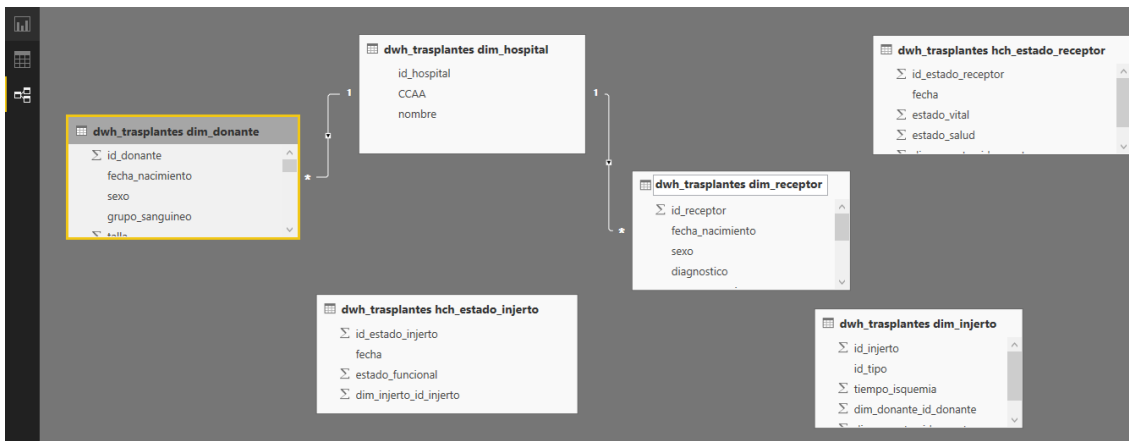 dwh_trasplantes dim_hospital
id_hospital
CCAA
nombre
1
1
dwh_trasplantes hch_estado_receptor
Σ id_estado_receptor
fecha
Σ estado_vital
Σ estado_salud
dwh_trasplantes dim_donante
Σ id_donante
fecha_nacimiento
sexo
grupo_sanguineo
Σ talla
*
dwh_trasplantes dim_receptor
Σ id_receptor
fecha_nacimiento
sexo
diagnostico
*
dwh_trasplantes hch_estado_injerto
Σ id_estado_injerto
fecha
Σ estado_funcional
Σ dim_injerto_id_injerto
dwh_trasplantes dim_injerto
Σ id_injerto
id_tipo
Σ tiempo_isquemia
Σ dim_donante_id_donante